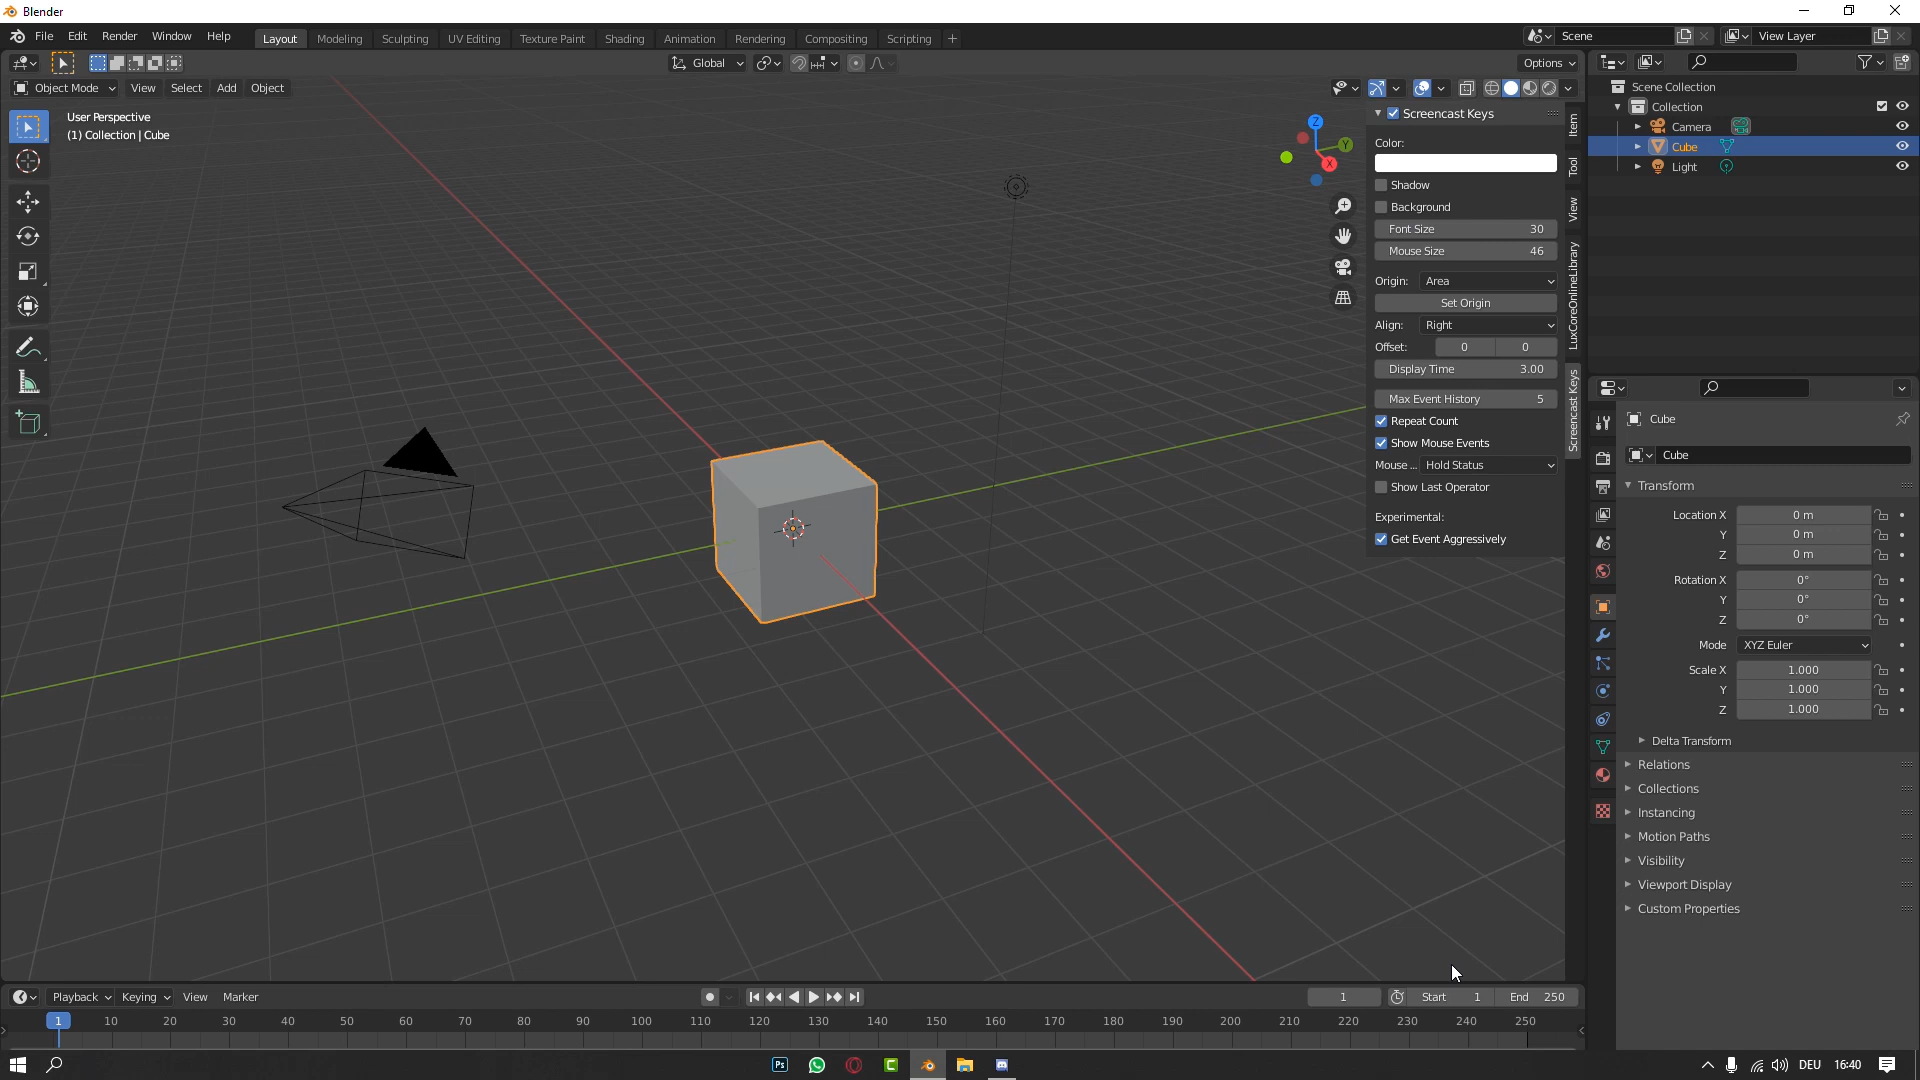 Blender
File Edit Render Window Help
Layout Modeling Sculpting UV Editing Texture Paint Shading Animation Rendering Compositing Scripting +
Scene
View Layer
Global
Options
Object Mode View Select Add Object
User Perspective
(1) Collection | Cube
Z
Y
X
Screencast Keys
Color:
Shadow
Background
Font Size 30
Mouse Size 46
Origin: Area
Set Origin
Align: Right
Offset: 0 0
Display Time 3.00
Max Event History 5
Repeat Count
Show Mouse Events
Mouse ... Hold Status
Show Last Operator
Experimental:
Get Event Aggressively
Item
Tool
View
LuxCoreOnlineLibrary
Screencast Keys
Scene Collection
Collection
Camera
Cube
Light
Cube
Cube
Transform
Location X 0 m
Y 0 m
Z 0 m
Rotation X 0°
Y 0°
Z 0°
Mode XYZ Euler
Scale X 1.000
Y 1.000
Z 1.000
Delta Transform
Relations
Collections
Instancing
Motion Paths
Visibility
Viewport Display
Custom Properties
Playback Keying View Marker
1 Start 1 End 250
1 10 20 30 40 50 60 70 80 90 100 110 120 130 140 150 160 170 180 190 200 210 220 230 240 250
Ps
C
DEU 16:40